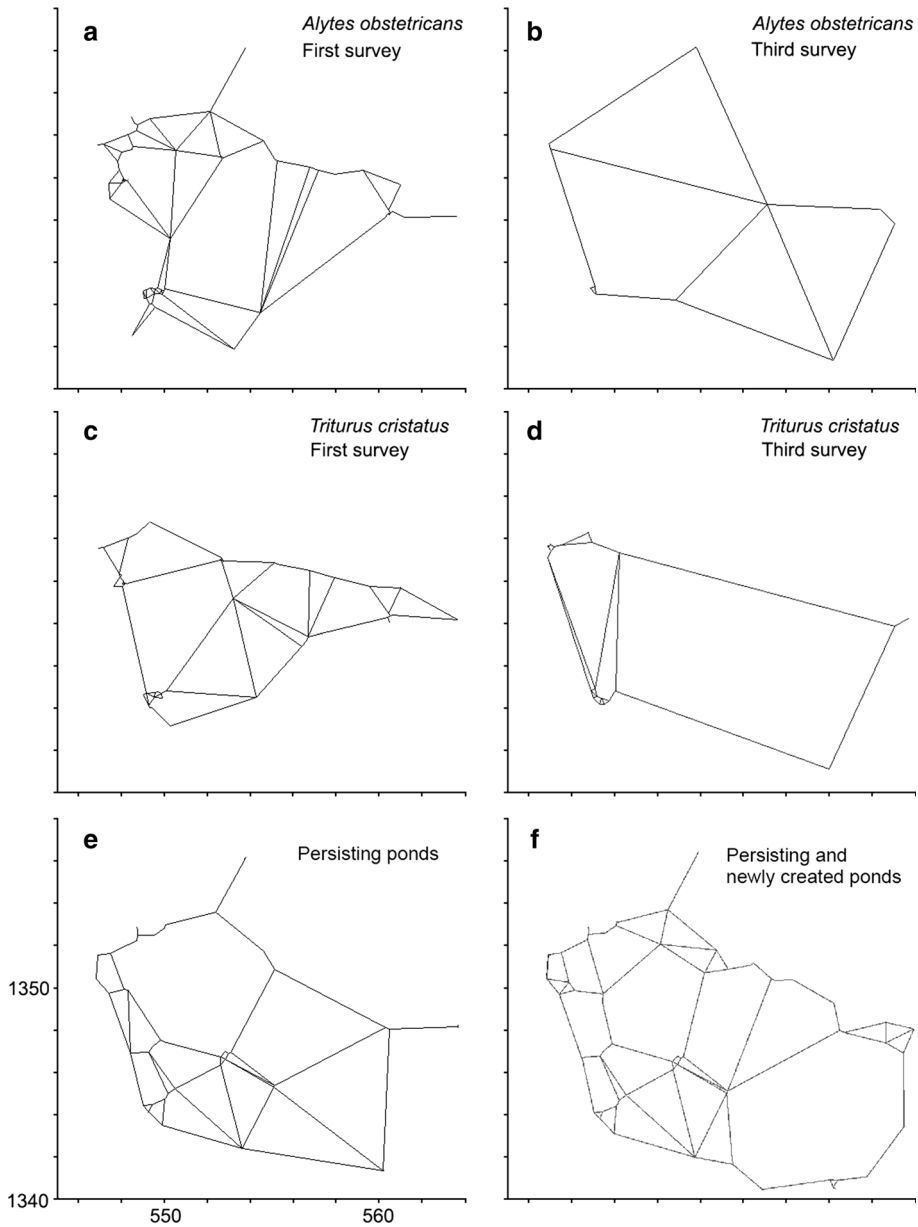 a
Alytes obstetricans
First survey
b
Alytes obstetricans
Third survey
c
Triturus cristatus
First survey
d
Triturus cristatus
Third survey
e
Persisting ponds
f
Persisting and
newly created ponds
1350
1340
550
560